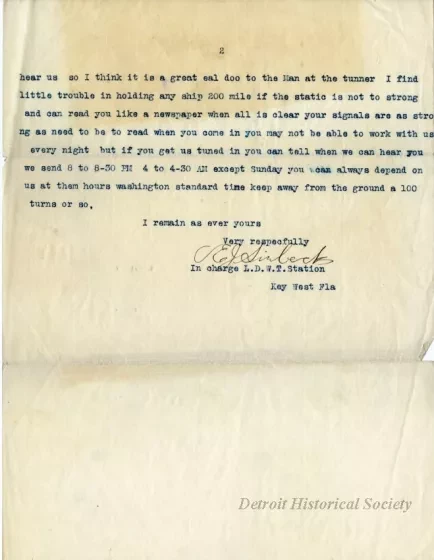 2
hear us so I think it is a great eal doo to the Man at the tunner I find
little trouble in holding any ship 200 mile if the static is not to strong
and can read you like a newspaper when all is clear your signals are as stro
ng as need to be to read when you come in you may not be able to work with us
every night but if you get us tunned in you can tell when we can hear you
we send 8 to 8-30 PM 4 to 4-30 AM except Sunday you can always depend on
us at them hours washington standard time keep away from the ground a 100
turns or so.
I remain as ever yours
Very respecfully
In charge L.D.W.T.Station
Key West Fla
Detroit Historical Society